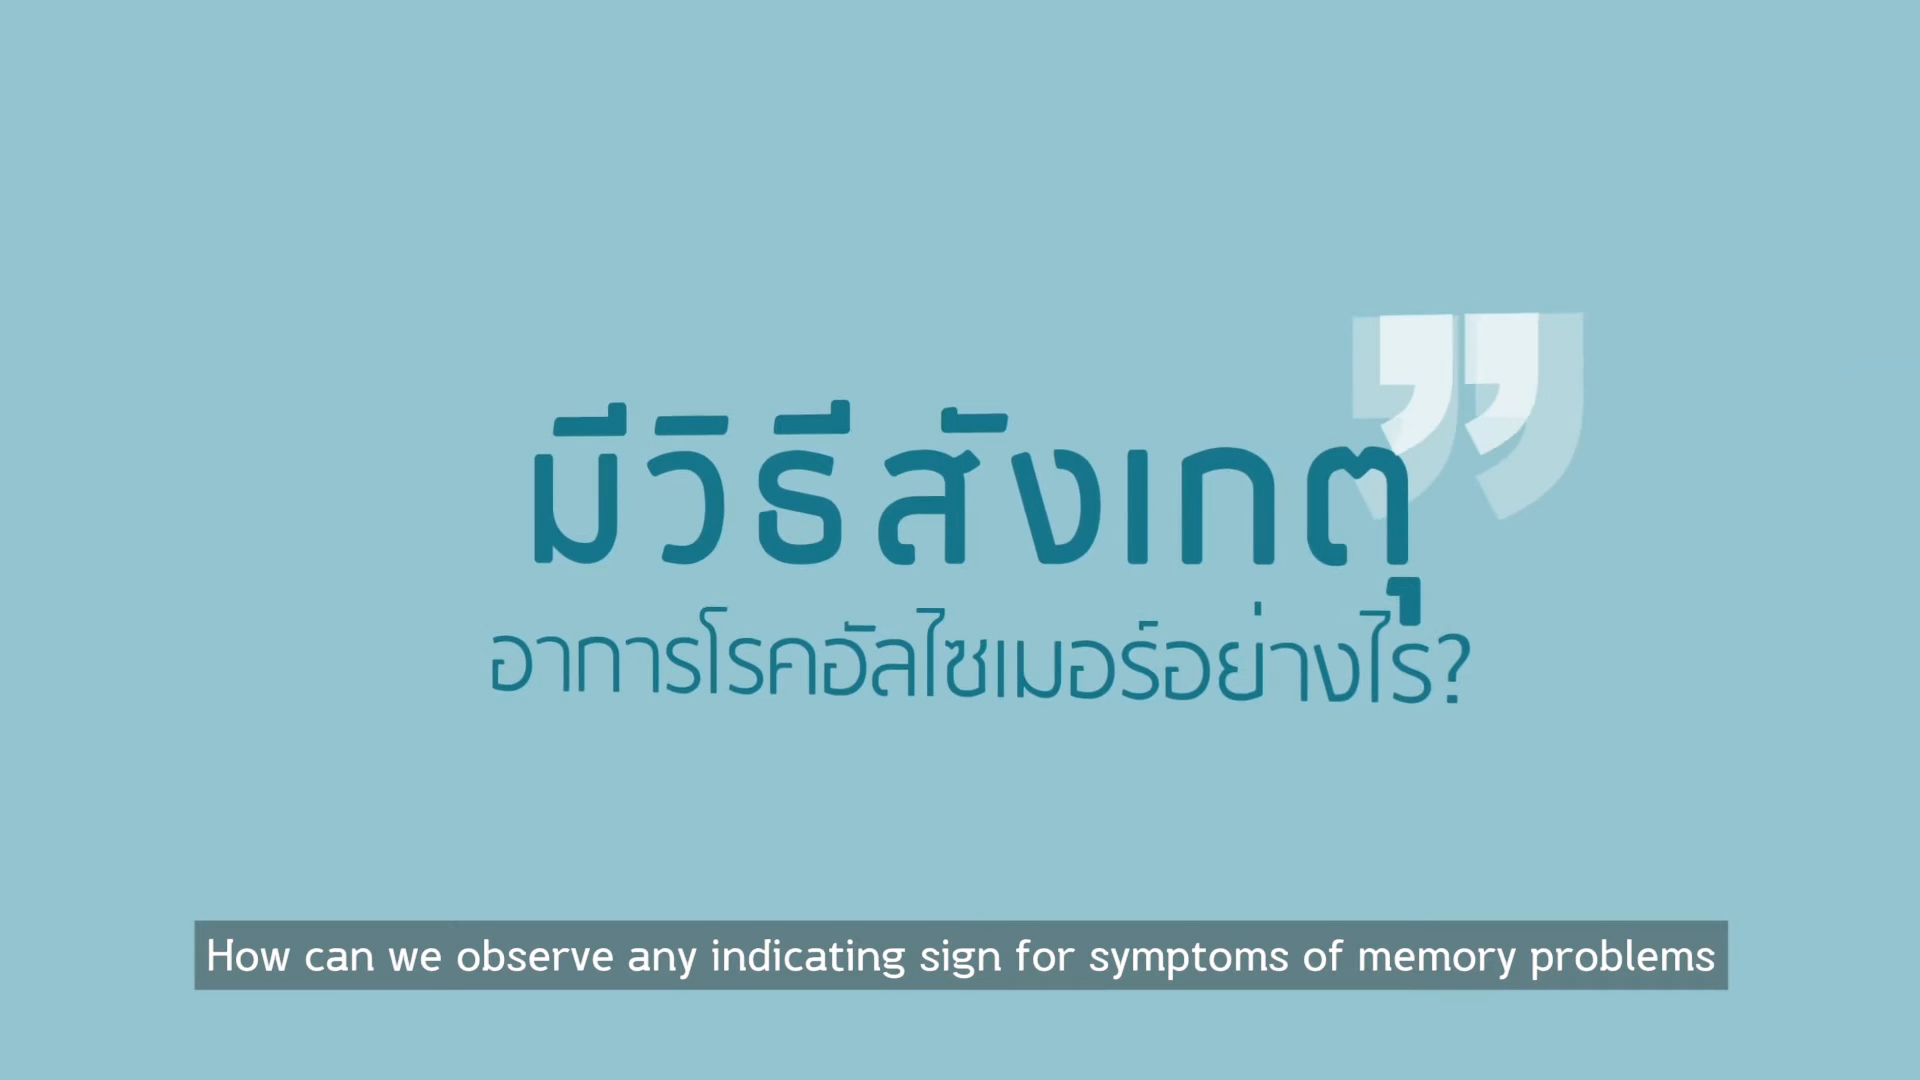 มีวิธีสังเกตุ
อาการโรคอัลไซเมอร์อย่างไร?
How can we observe any indicating sign for symptoms of memory problems